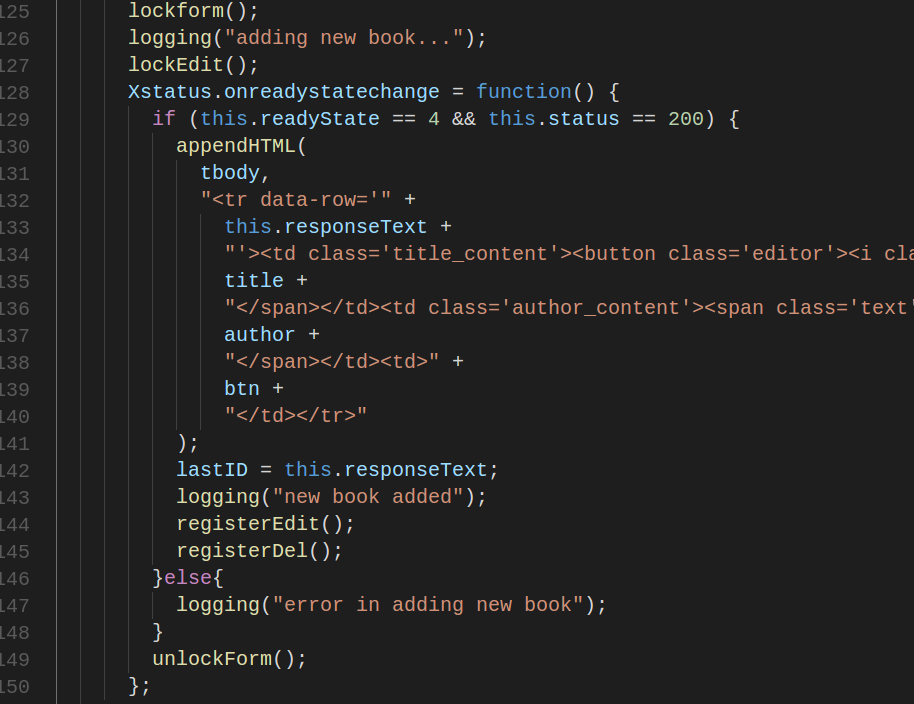 125 lockform();
126 logging("adding new book...");
127 lockEdit();
128 Xstatus.onreadystatechange = function() {
129 if (this.readyState == 4 && this.status == 200) {
130 appendHTML(
131 tbody,
132 "<tr data-row='" +
133 this.responseText +
134 "'><td class='title_content'><button class='editor'><i cla
135 title +
136 "</span></td><td class='author_content'><span class='text'
137 author +
138 "</span></td><td>" +
139 btn +
140 "</td></tr>"
141 );
142 lastID = this.responseText;
143 logging("new book added");
144 registerEdit();
145 registerDel();
146 }else{
147 logging("error in adding new book");
148 }
149 unlockForm();
150 };